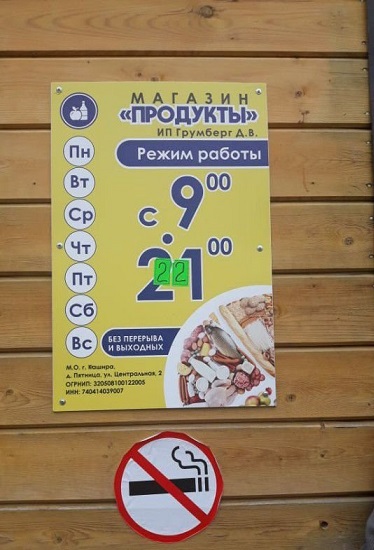 МАГАЗИН
«ПРОДУКТЫ»
ИП Грумберг Д.В.
Режим работы
Пн
Вт
Ср
Чт
Пт
Сб
Вс
с 9 00
21 00
22
БЕЗ ПЕРЕРЫВА
И ВЫХОДНЫХ
М.О. г. Кашира,
д. Пятница, ул. Центральная, 2
ОГРНИП: 320508100122005
ИНН: 740414039007